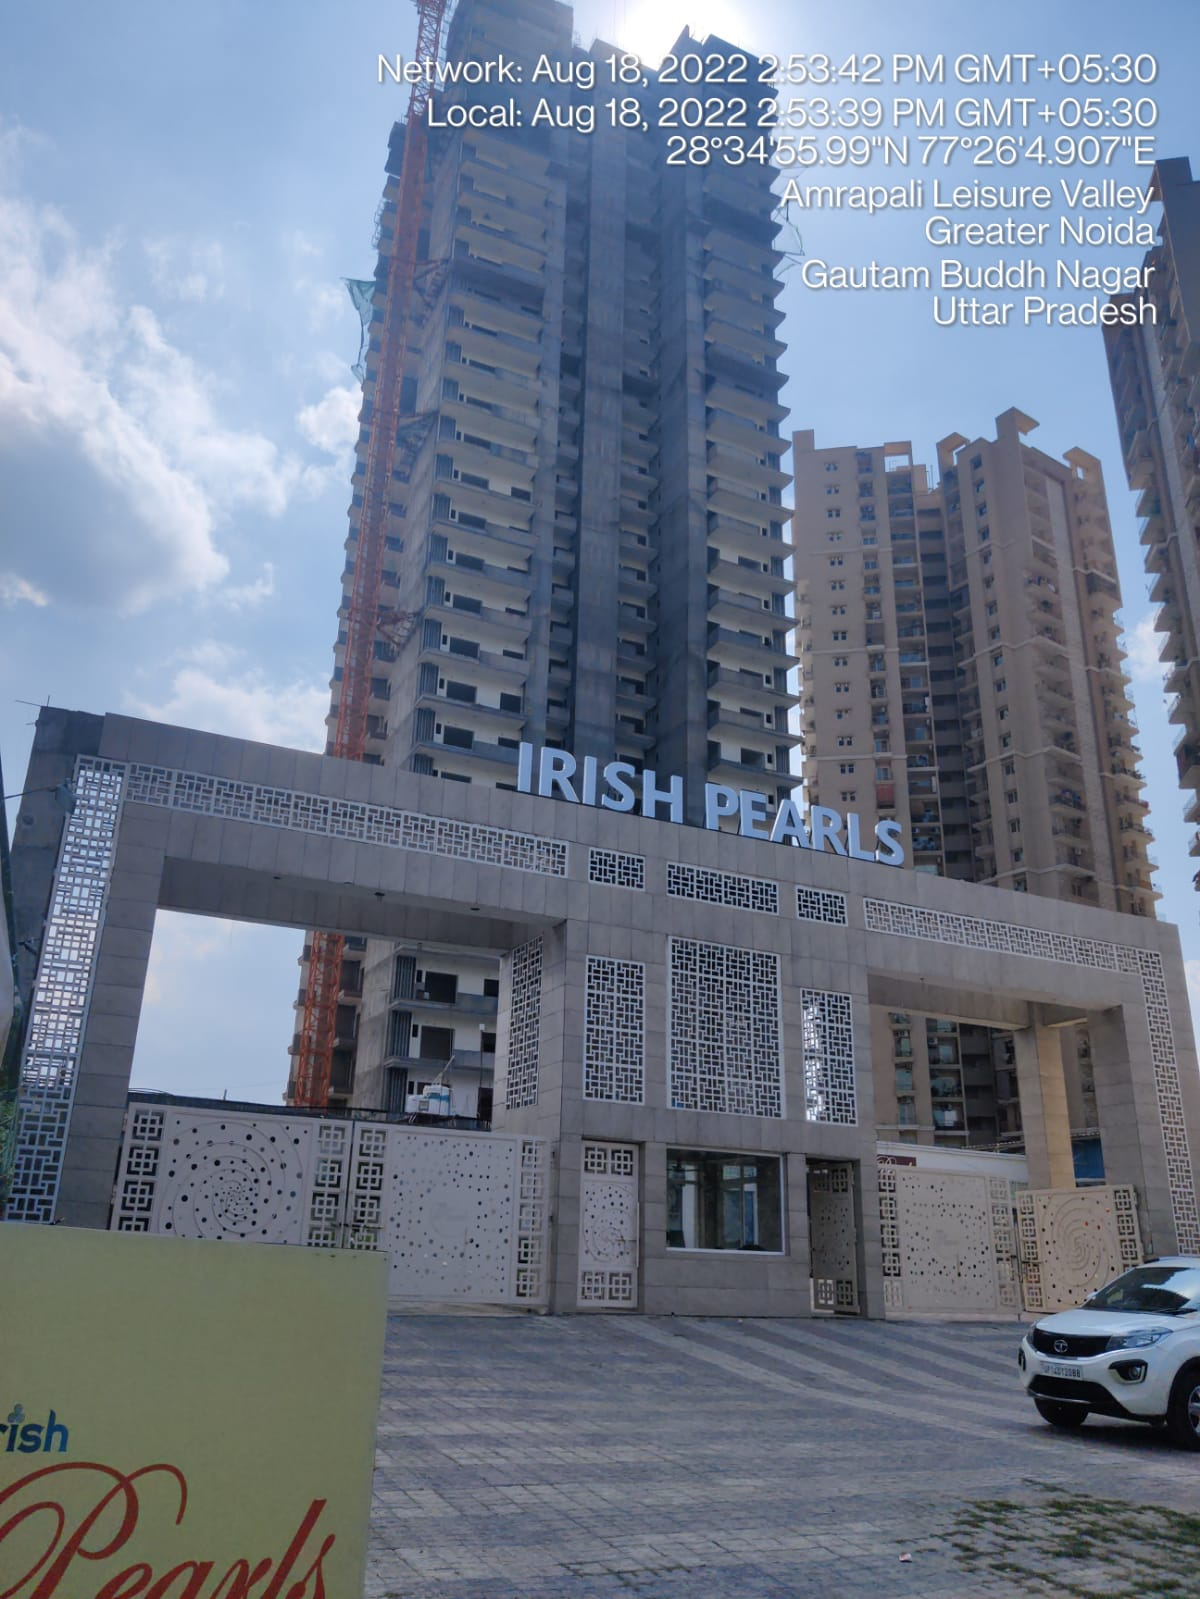 Network: Aug 18, 2022 2:53:42 PM GMT+05:30
Local: Aug 18, 2022 2:53:39 PM GMT+05:30
28°34'55.99"N 77°26'4.907"E
Amrapali Leisure Valley
Greater Noida
Gautam Buddh Nagar
Uttar Pradesh
IRISH PEARLS
rish
Pearls